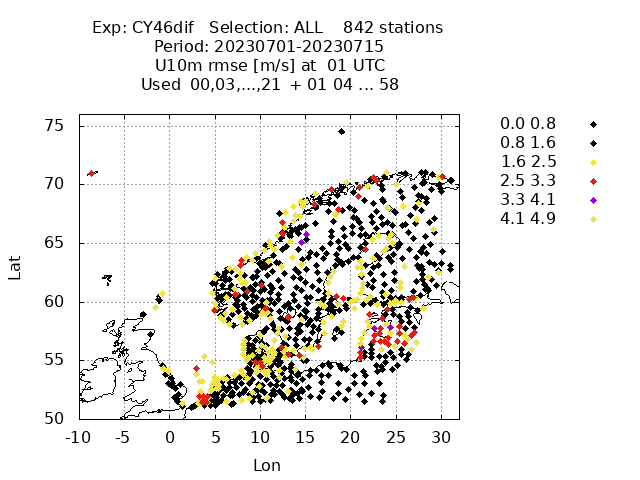 Exp: CY46dif   Selection: ALL    842 stations
Period: 20230701-20230715
U10m rmse [m/s] at  01 UTC
Used  00,03,...,21  + 01 04 ... 58
75
70
65
60
55
50
Lat
-10 -5 0 5 10 15 20 25 30
Lon
0.0 0.8
0.8 1.6
1.6 2.5
2.5 3.3
3.3 4.1
4.1 4.9